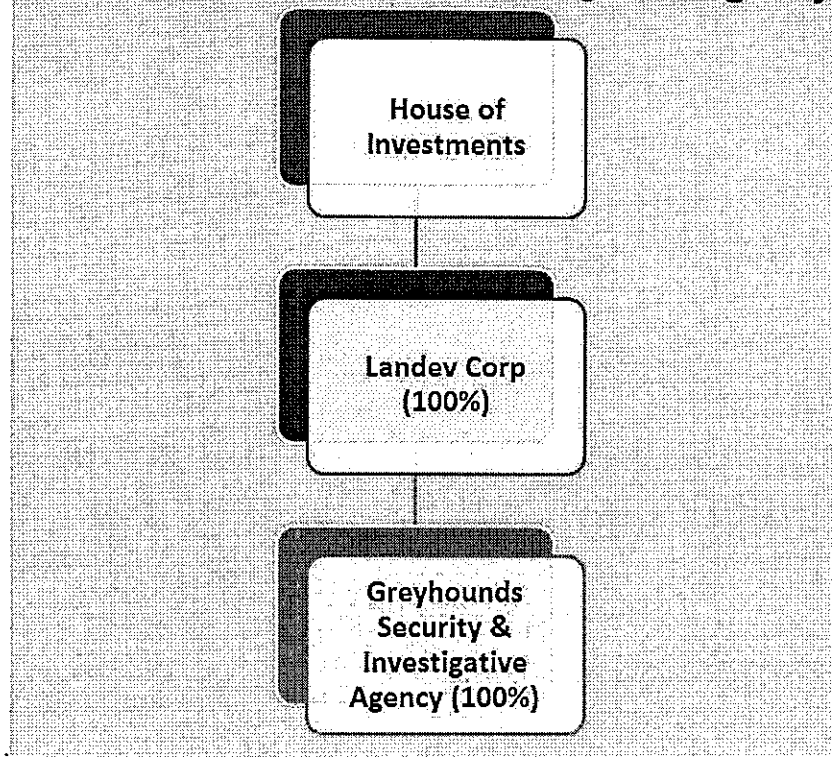 House of
Investments
Landev Corp
(100%)
Greyhounds
Security &
Investigative
Agency (100%)